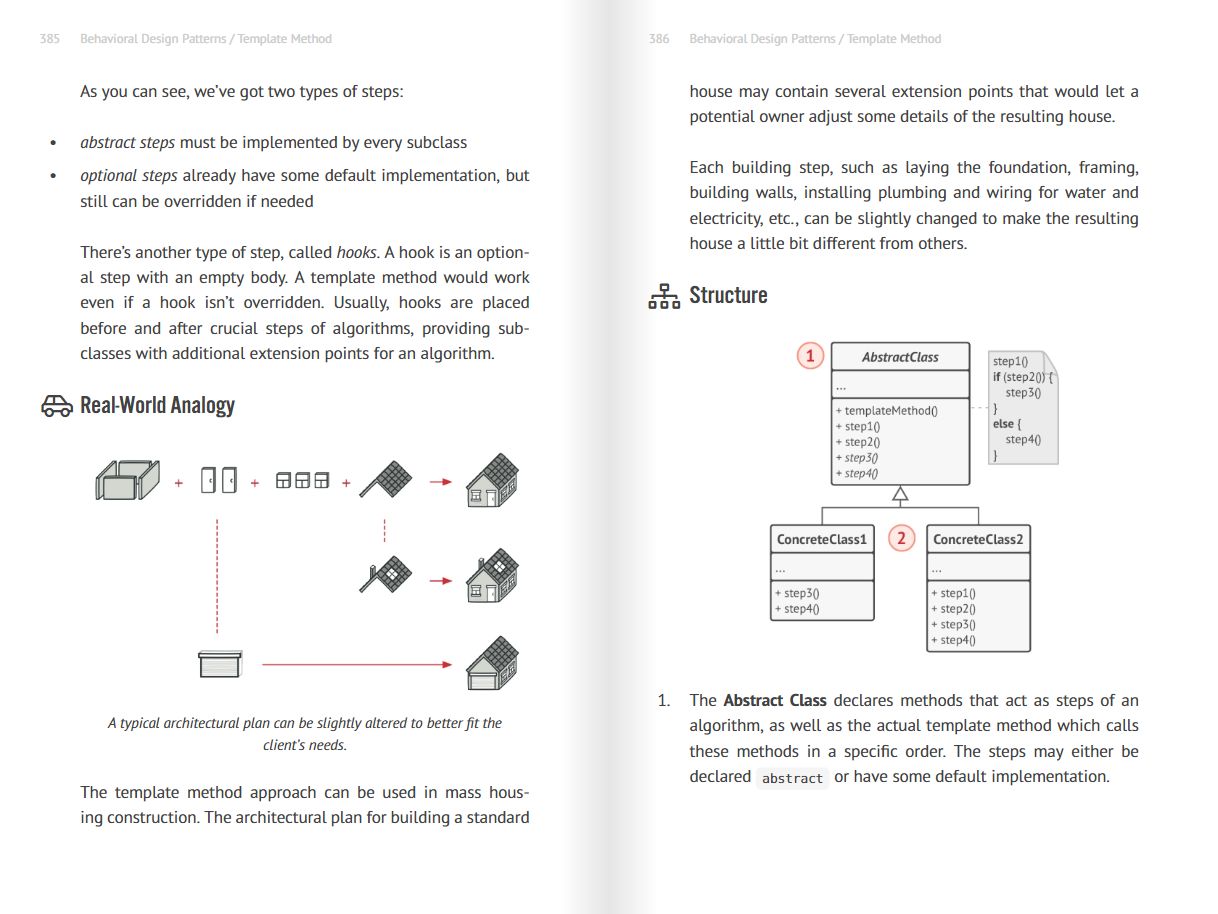 385 Behavioral Design Patterns / Template Method
As you can see, we’ve got two types of steps:
• abstract steps must be implemented by every subclass
• optional steps already have some default implementation, but
still can be overridden if needed
There’s another type of step, called hooks. A hook is an option-
al step with an empty body. A template method would work
even if a hook isn’t overridden. Usually, hooks are placed
before and after crucial steps of algorithms, providing sub-
classes with additional extension points for an algorithm.
Real-World Analogy
+ + +
A typical architectural plan can be slightly altered to better fit the
client’s needs.
The template method approach can be used in mass hous-
ing construction. The architectural plan for building a standard
386 Behavioral Design Patterns / Template Method
house may contain several extension points that would let a
potential owner adjust some details of the resulting house.
Each building step, such as laying the foundation, framing,
building walls, installing plumbing and wiring for water and
electricity, etc., can be slightly changed to make the resulting
house a little bit different from others.
Structure
1
AbstractClass
...
+ templateMethod()
+ step1()
+ step2()
+ step3()
+ step4()
step1()
if (step2()) {
step3()
}
else {
step4()
}
ConcreteClass1
...
+ step3()
+ step4()
2
ConcreteClass2
...
+ step1()
+ step2()
+ step3()
+ step4()
1. The Abstract Class declares methods that act as steps of an
algorithm, as well as the actual template method which calls
these methods in a specific order. The steps may either be
declared abstract or have some default implementation.